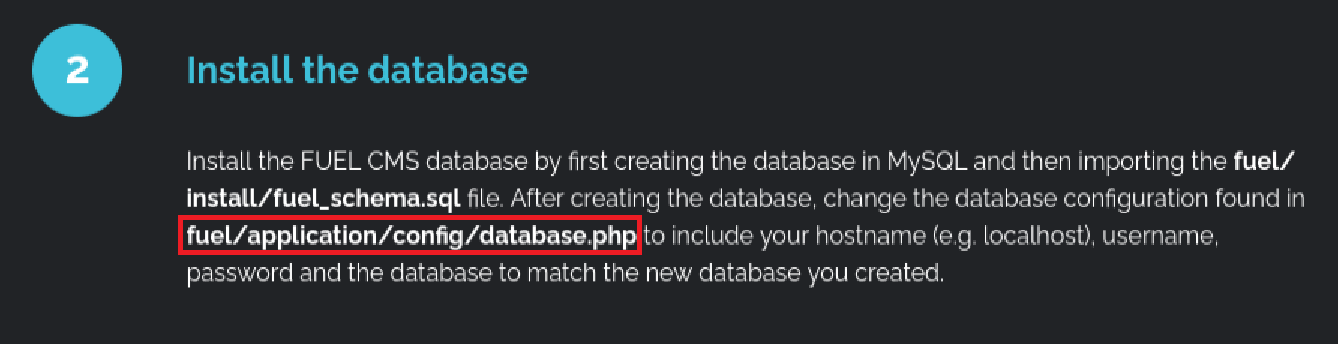 2
Install the database
Install the FUEL CMS database by first creating the database in MySQL and then importing the fuel/
install/fuel_schema.sql file. After creating the database, change the database configuration found in
fuel/application/config/database.php to include your hostname (e.g. localhost), username,
password and the database to match the new database you created.